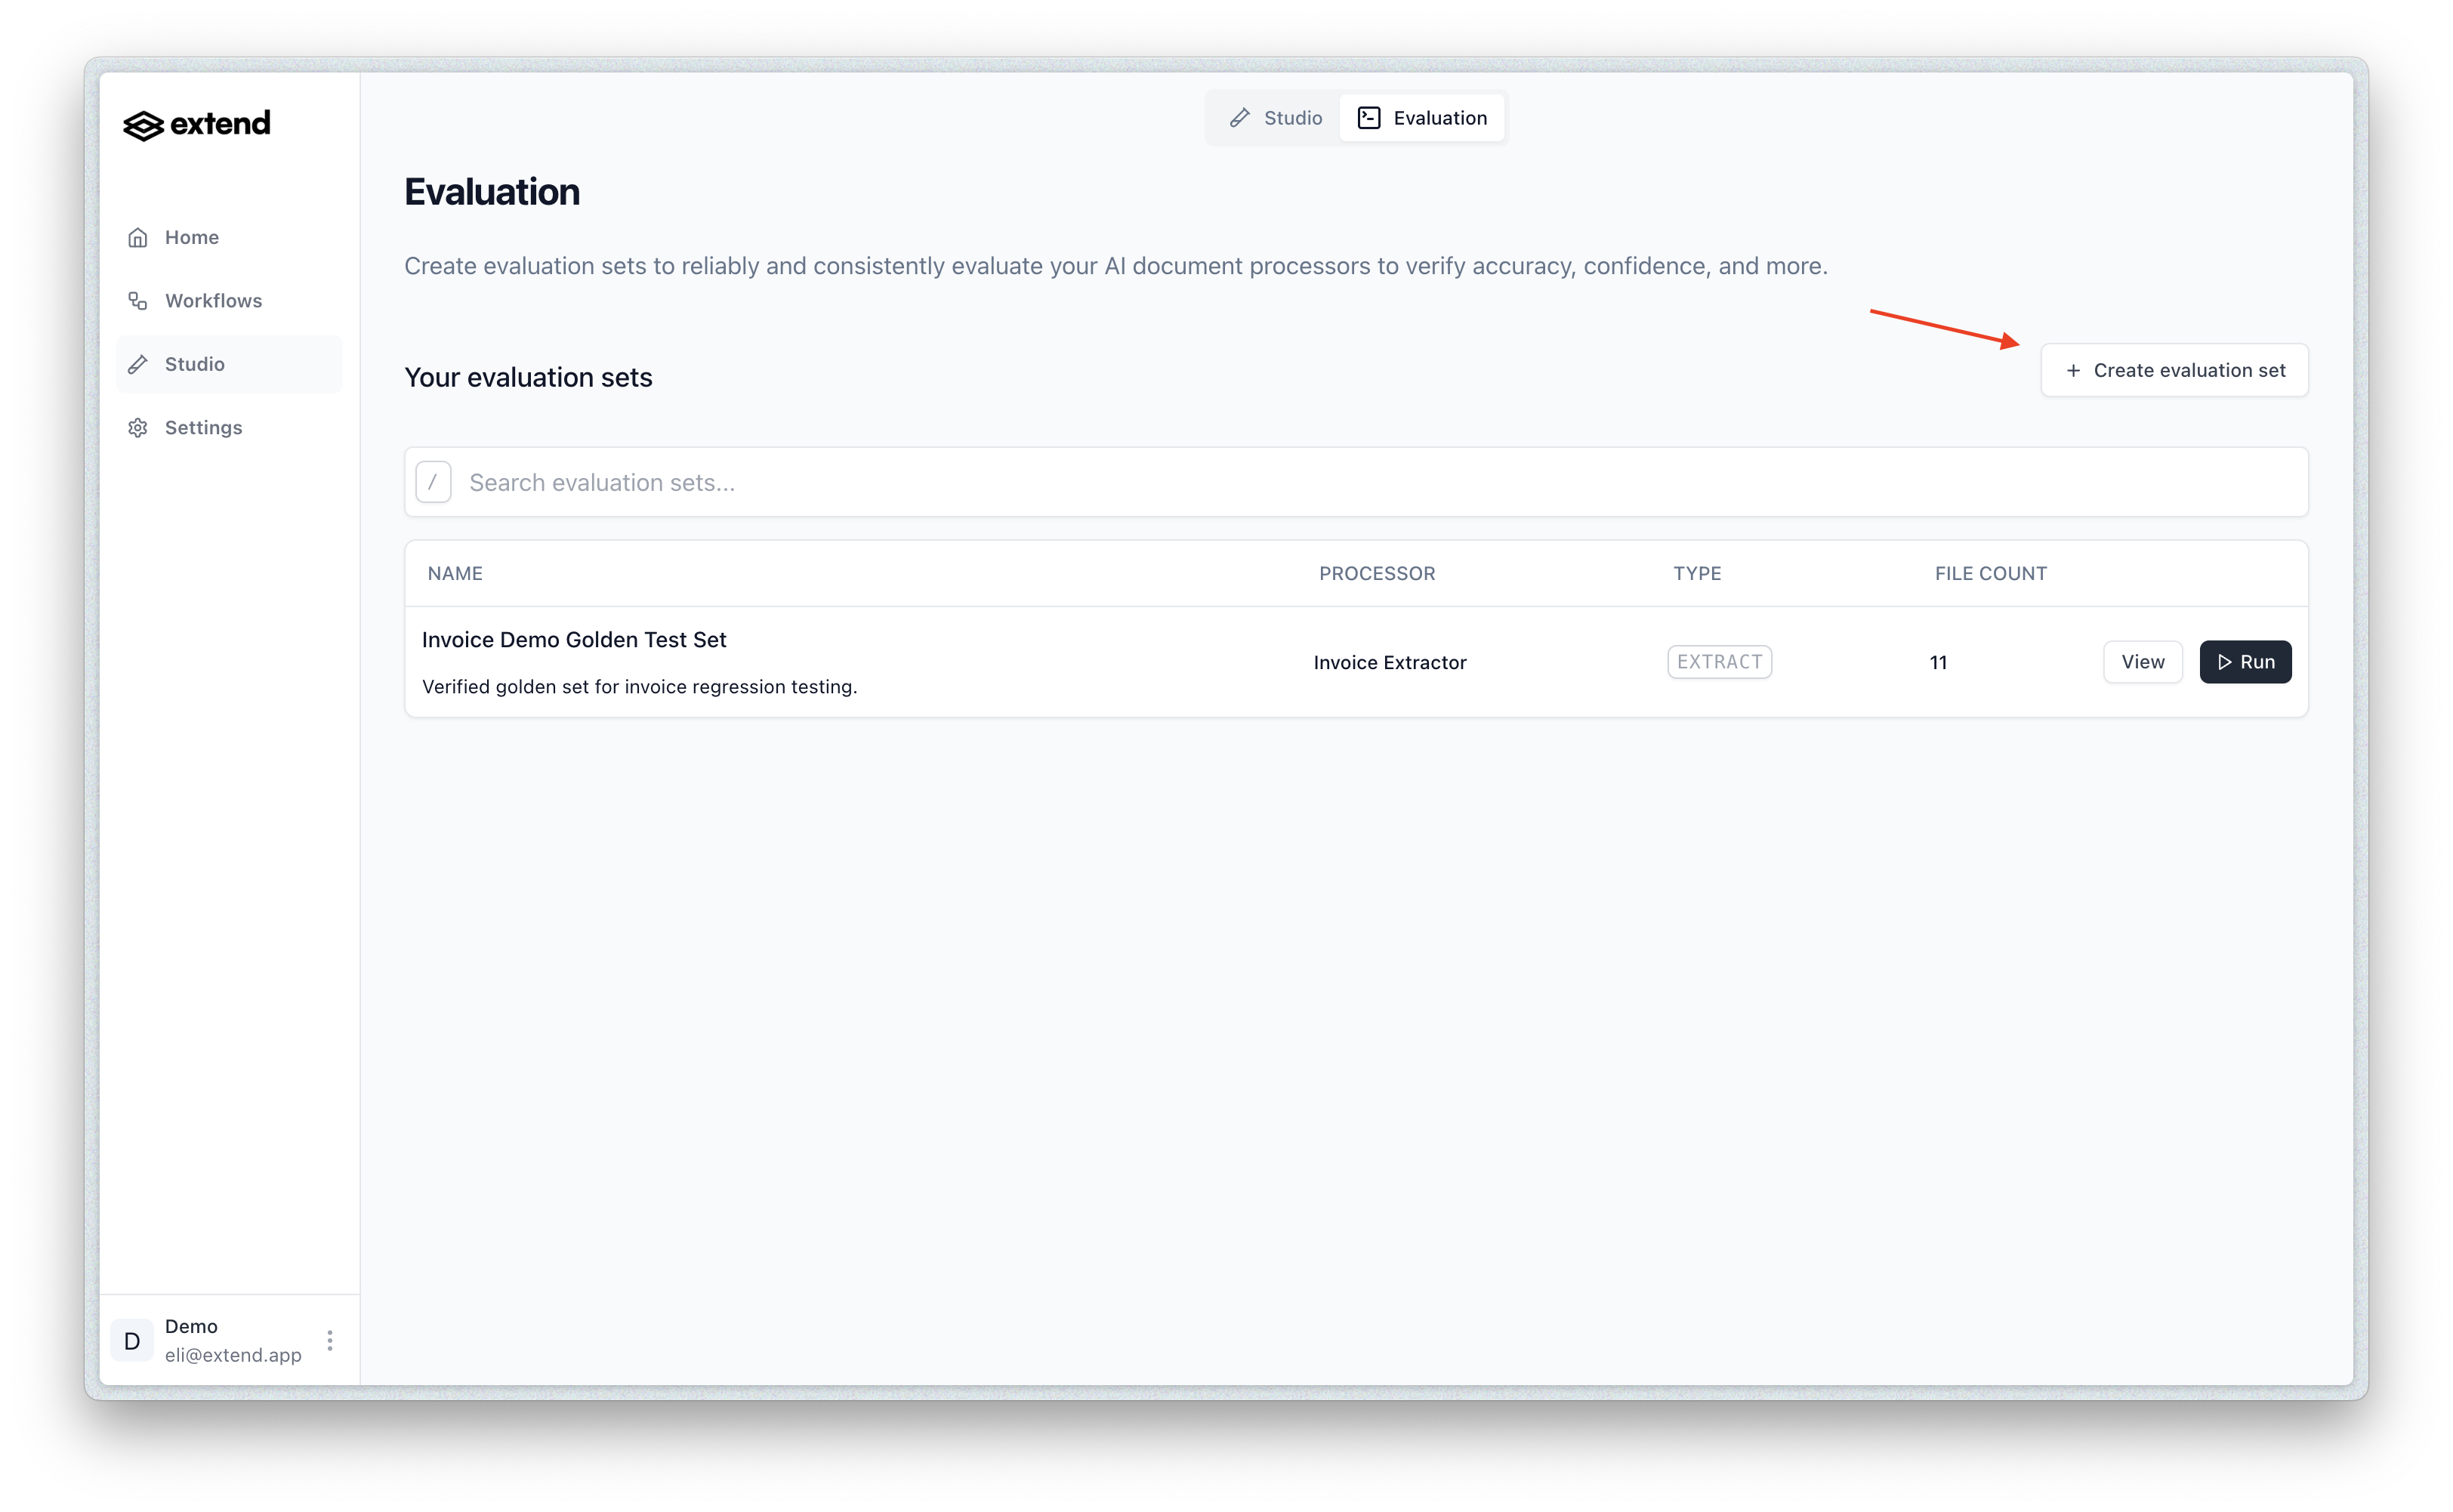 extend
Home
Workflows
Studio
Settings
Studio
Evaluation
Evaluation
Create evaluation sets to reliably and consistently evaluate your AI document processors to verify accuracy, confidence, and more.
Your evaluation sets
+ Create evaluation set
/ Search evaluation sets...
NAME PROCESSOR TYPE FILE COUNT
Invoice Demo Golden Test Set
Verified golden set for invoice regression testing.
Invoice Extractor
EXTRACT
11
View
Run
D
Demo
eli@extend.app